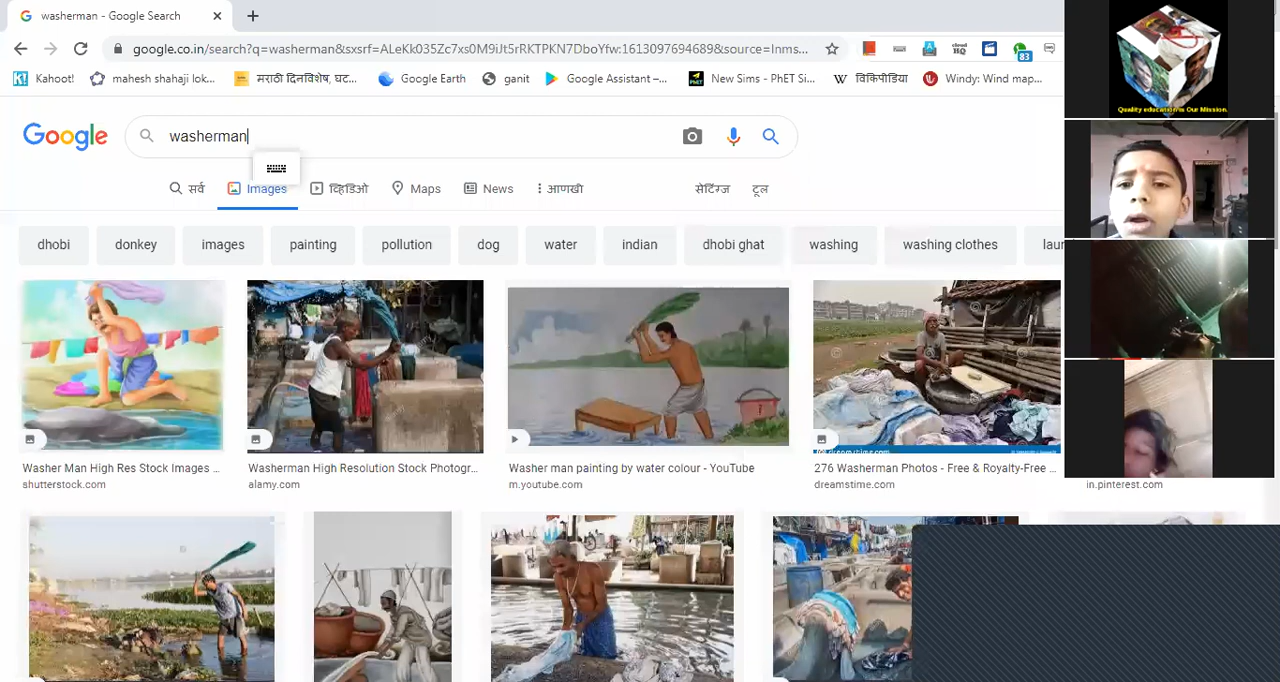 washerman - Google Search
google.co.in/search?q=washerman&sxsrf=ALeKk035Zc7xs0M9iJt5rRKTPKN7DboYfw:1613097694689&source=lnms...
Kahoot!
mahesh shahaji lok...
मराठी दिनविशेष, घट...
Google Earth
ganit
Google Assistant –...
New Sims - PhET Si...
विकिपीडिया
Windy: Wind map...
cloud HQ
83
Quality education is Our Mission.
Google
washerman
सर्व
Images
व्हिडिओ
Maps
News
आणखी
सेटिंग्ज
टूल
dhobi
donkey
images
painting
pollution
dog
water
indian
dhobi ghat
washing
washing clothes
laun
Washer Man High Res Stock Images ...
shutterstock.com
Washerman High Resolution Stock Photogr...
alamy.com
Washer man painting by water colour - YouTube
m.youtube.com
276 Washerman Photos - Free & Royalty-Free ...
dreamstime.com
in.pinterest.com